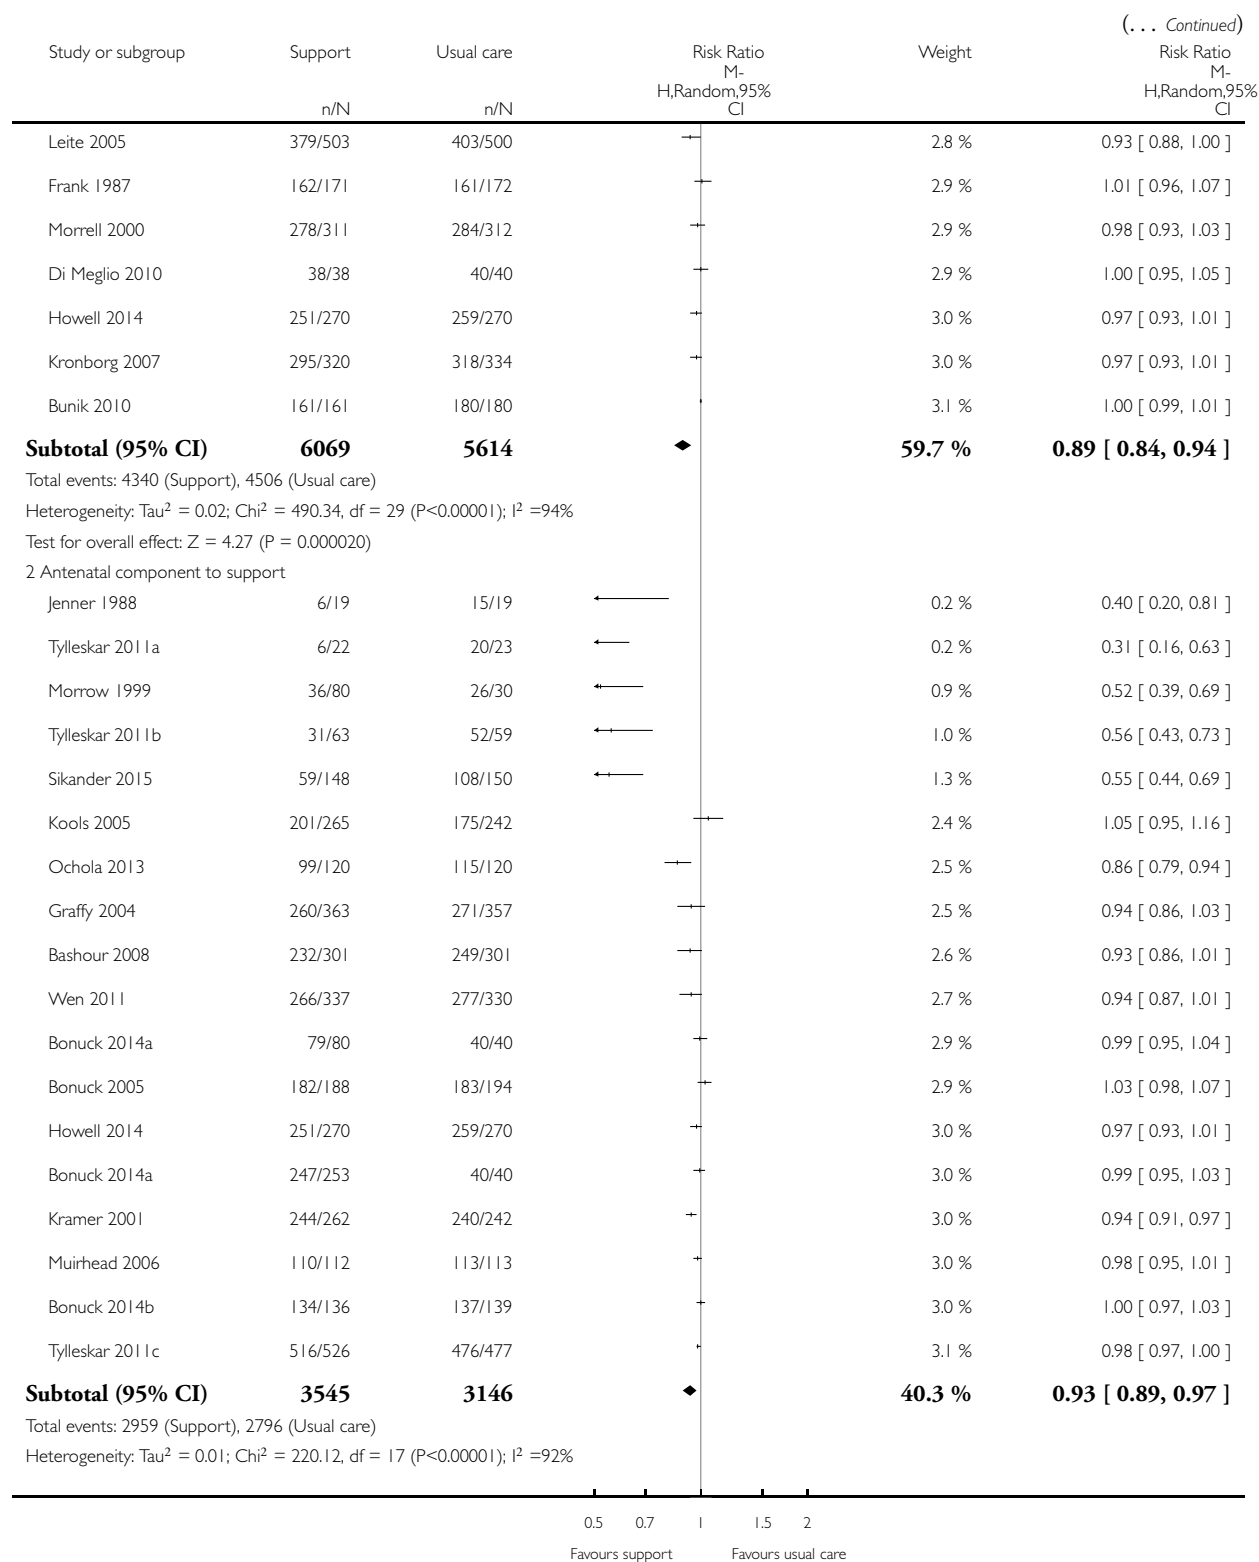 (. . . Continued)
Study or subgroup Support Usual care Risk Ratio Weight Risk Ratio
M- M-
H,Random,95% H,Random,95%
n/N n/N CI CI
Leite 2005 379/503 403/500 2.8 % 0.93 [ 0.88, 1.00 ]
Frank 1987 162/171 161/172 2.9 % 1.01 [ 0.96, 1.07 ]
Morrell 2000 278/311 284/312 2.9 % 0.98 [ 0.93, 1.03 ]
Di Meglio 2010 38/38 40/40 2.9 % 1.00 [ 0.95, 1.05 ]
Howell 2014 251/270 259/270 3.0 % 0.97 [ 0.93, 1.01 ]
Kronborg 2007 295/320 318/334 3.0 % 0.97 [ 0.93, 1.01 ]
Bunik 2010 161/161 180/180 3.1 % 1.00 [ 0.99, 1.01 ]
Subtotal (95% CI) 6069 5614 59.7 % 0.89 [ 0.84, 0.94 ]
Total events: 4340 (Support), 4506 (Usual care)
Heterogeneity: Tau² = 0.02; Chi² = 490.34, df = 29 (P<0.00001); I² =94%
Test for overall effect: Z = 4.27 (P = 0.000020)
2 Antenatal component to support
Jenner 1988 6/19 15/19 0.2 % 0.40 [ 0.20, 0.81 ]
Tylleskar 2011a 6/22 20/23 0.2 % 0.31 [ 0.16, 0.63 ]
Morrow 1999 36/80 26/30 0.9 % 0.52 [ 0.39, 0.69 ]
Tylleskar 2011b 31/63 52/59 1.0 % 0.56 [ 0.43, 0.73 ]
Sikander 2015 59/148 108/150 1.3 % 0.55 [ 0.44, 0.69 ]
Kools 2005 201/265 175/242 2.4 % 1.05 [ 0.95, 1.16 ]
Ochola 2013 99/120 115/120 2.5 % 0.86 [ 0.79, 0.94 ]
Graffy 2004 260/363 271/357 2.5 % 0.94 [ 0.86, 1.03 ]
Bashour 2008 232/301 249/301 2.6 % 0.93 [ 0.86, 1.01 ]
Wen 2011 266/337 277/330 2.7 % 0.94 [ 0.87, 1.01 ]
Bonuck 2014a 79/80 40/40 2.9 % 0.99 [ 0.95, 1.04 ]
Bonuck 2005 182/188 183/194 2.9 % 1.03 [ 0.98, 1.07 ]
Howell 2014 251/270 259/270 3.0 % 0.97 [ 0.93, 1.01 ]
Bonuck 2014a 247/253 40/40 3.0 % 0.99 [ 0.95, 1.03 ]
Kramer 2001 244/262 240/242 3.0 % 0.94 [ 0.91, 0.97 ]
Muirhead 2006 110/112 113/113 3.0 % 0.98 [ 0.95, 1.01 ]
Bonuck 2014b 134/136 137/139 3.0 % 1.00 [ 0.97, 1.03 ]
Tylleskar 2011c 516/526 476/477 3.1 % 0.98 [ 0.97, 1.00 ]
Subtotal (95% CI) 3545 3146 40.3 % 0.93 [ 0.89, 0.97 ]
Total events: 2959 (Support), 2796 (Usual care)
Heterogeneity: Tau² = 0.01; Chi² = 220.12, df = 17 (P<0.00001); I² =92%
0.5 0.7 1 1.5 2
Favours support Favours usual care